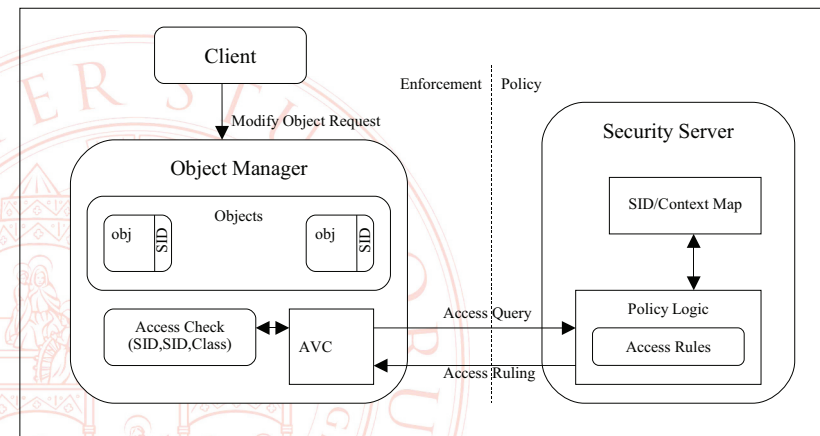 Client
Enforcement
Policy
Modify Object Request
Security Server
Object Manager
Objects
SID/Context Map
obj
SID
obj
SID
Access Query
Policy Logic
Access Check
(SID,SID,Class)
AVC
Access Rules
Access Ruling